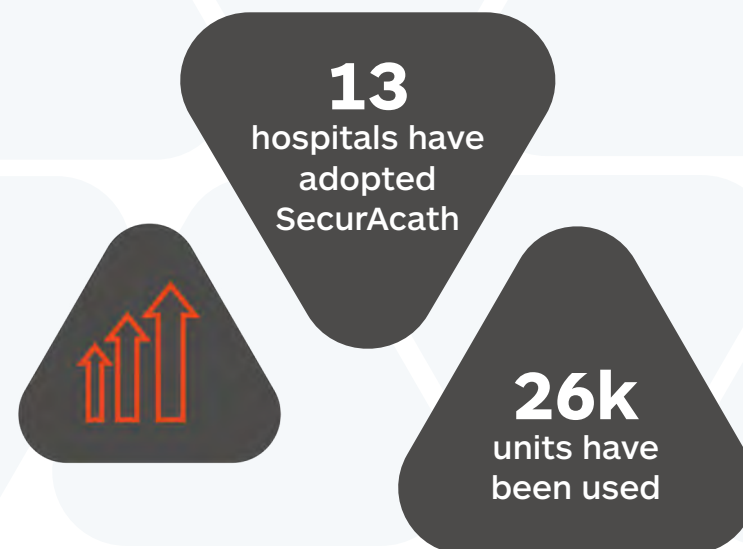 13
hospitals have
adopted
SecurAcath
26k
units have
been used